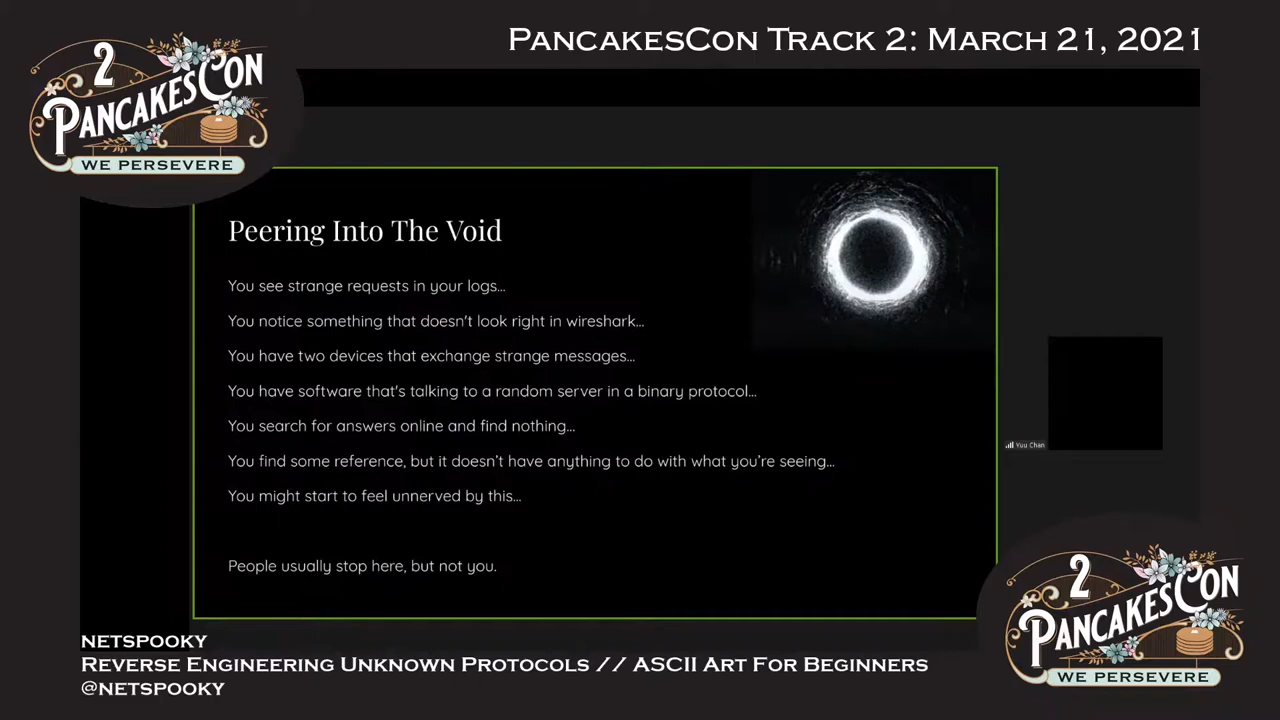 PancakesCon Track 2: March 21, 2021
2
PancakesCon
WE PERSEVERE
Peering Into The Void
You see strange requests in your logs...
You notice something that doesn't look right in wireshark...
You have two devices that exchange strange messages...
You have software that's talking to a random server in a binary protocol...
You search for answers online and find nothing...
You find some reference, but it doesn’t have anything to do with what you’re seeing...
You might start to feel unnerved by this...
People usually stop here, but not you.
Yuu Chan
2
PancakesCon
WE PERSEVERE
netspooky
Reverse Engineering Unknown Protocols // ASCII Art For Beginners
@netspooky